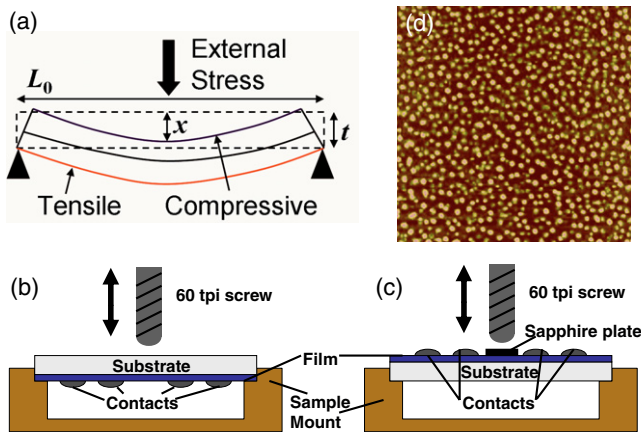 (a)
External
Stress
L₀
x
t
Tensile
Compressive
(d)
(b)
60 tpi screw
Substrate
Contacts
Film
Sample
Mount
(c)
60 tpi screw
Sapphire plate
Substrate
Contacts